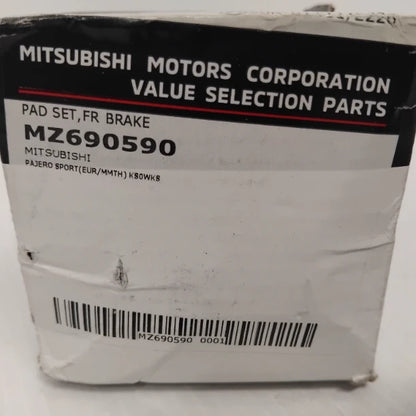 MITSUBISHI MOTORS CORPORATION
VALUE SELECTION PARTS
PAD SET,FR BRAKE
MZ690590
MITSUBISHI
PAJERO SPORT(EUR/MMTH) KS0WKS
MZ690590 0001